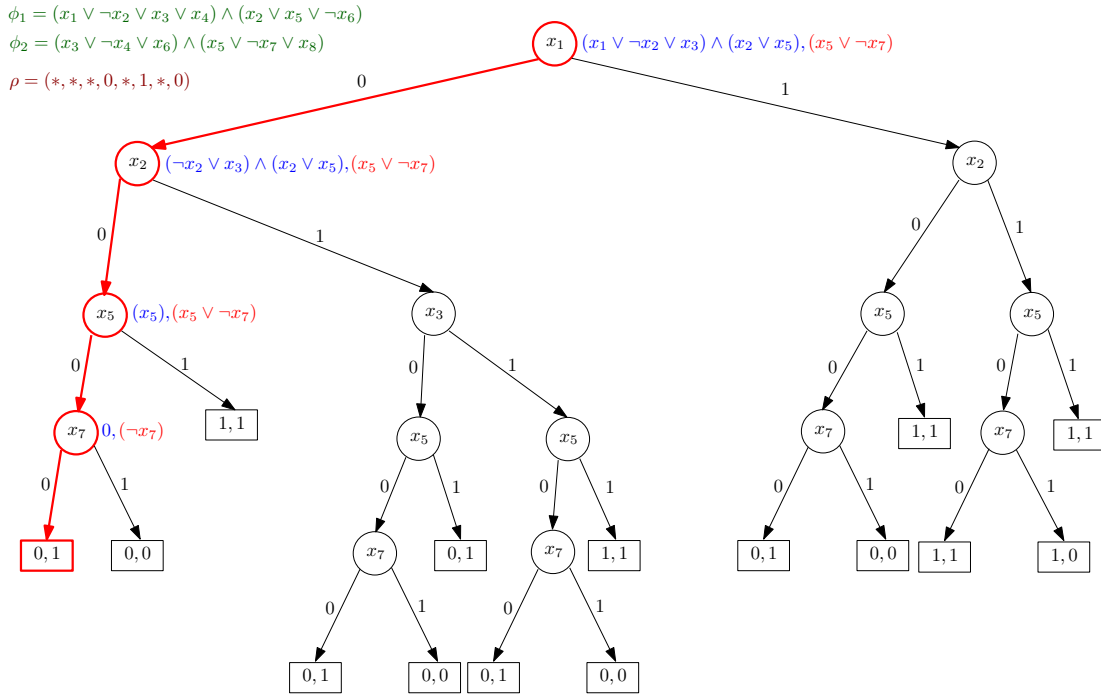 ϕ₁ = (x₁ ∨ ¬x₂ ∨ x₃ ∨ x₄) ∧ (x₂ ∨ x₅ ∨ ¬x₆)
ϕ₂ = (x₃ ∨ ¬x₄ ∨ x₆) ∧ (x₅ ∨ ¬x₇ ∨ x₈)
ρ = (∗, ∗, ∗, 0, ∗, 1, ∗, 0)
x₁ (x₁ ∨ ¬x₂ ∨ x₃) ∧ (x₂ ∨ x₅), (x₅ ∨ ¬x₇)
0 1
x₂ (¬x₂ ∨ x₃) ∧ (x₂ ∨ x₅), (x₅ ∨ ¬x₇) x₂
0 1 0 1
x₅ (x₅), (x₅ ∨ ¬x₇) x₃ x₅ x₅
0 1 0 1 0 1 0 1
x₇ 0, (¬x₇) 1, 1 x₅ x₅ x₇ 1, 1 x₇ 1, 1
0 1 0 1 0 1 0 1 0 1
0, 1 0, 0 x₇ 0, 1 x₇ 1, 1 0, 1 0, 0 1, 1 1, 0
0 1 0 1
0, 1 0, 0 0, 1 0, 0